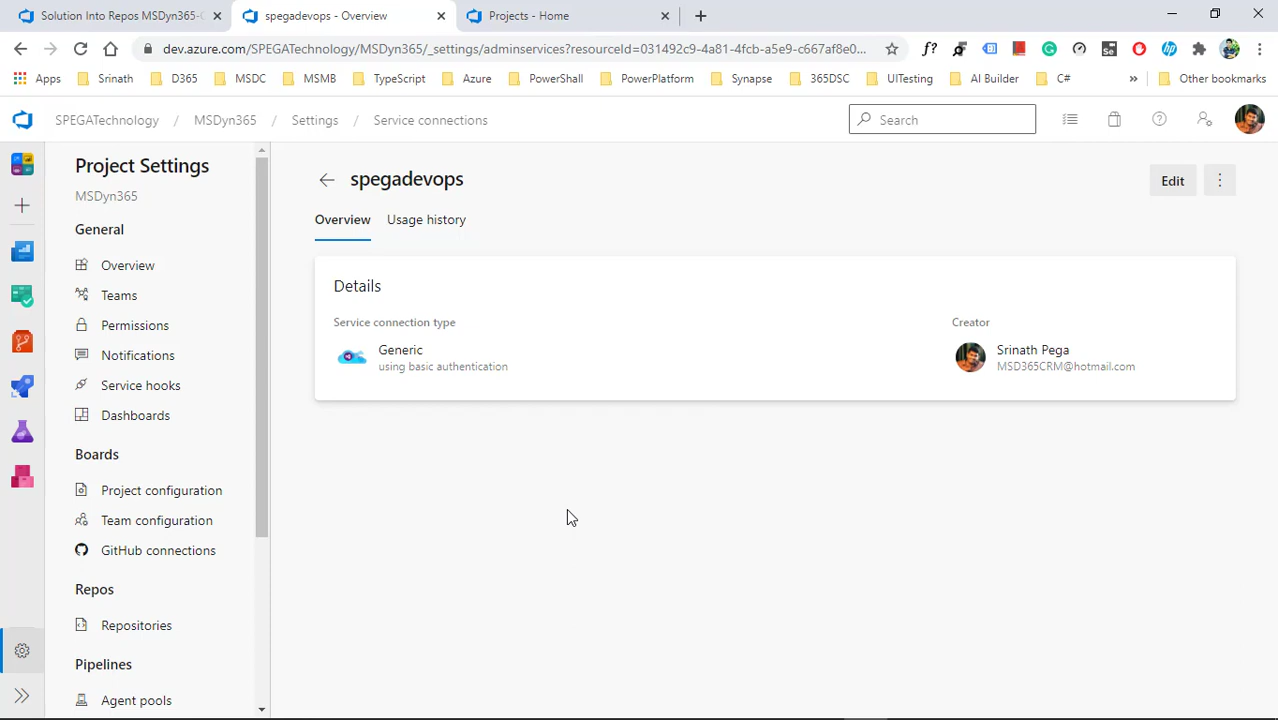 Solution Into Repos MSDyn365-
spegadevops - Overview
Projects - Home
dev.azure.com/SPEGATechnology/MSDyn365/_settings/adminservices?resourceId=031492c9-4a81-4fcb-a5e9-c667af8e0...
f?
Se
hp
Apps
Srinath
D365
MSDC
MSMB
TypeScript
Azure
PowerShall
PowerPlatform
Synapse
365DSC
UITesting
AI Builder
C#
»
Other bookmarks
SPEGATechnology / MSDyn365 / Settings / Service connections
Search
Project Settings
MSDyn365
General
Overview
Teams
Permissions
Notifications
Service hooks
Dashboards
Boards
Project configuration
Team configuration
GitHub connections
Repos
Repositories
Pipelines
Agent pools
spegadevops
Edit
Overview
Usage history
Details
Service connection type
Creator
Generic
using basic authentication
Srinath Pega
MSD365CRM@hotmail.com